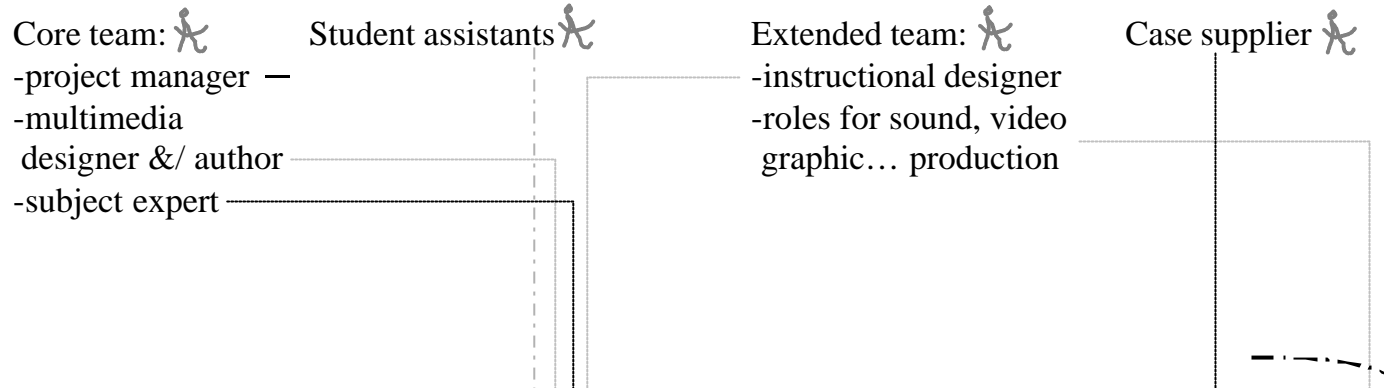 Core team:
-project manager
-multimedia
designer &/ author
-subject expert
Student assistants
Extended team:
-instructional designer
-roles for sound, video
graphic… production
Case supplier